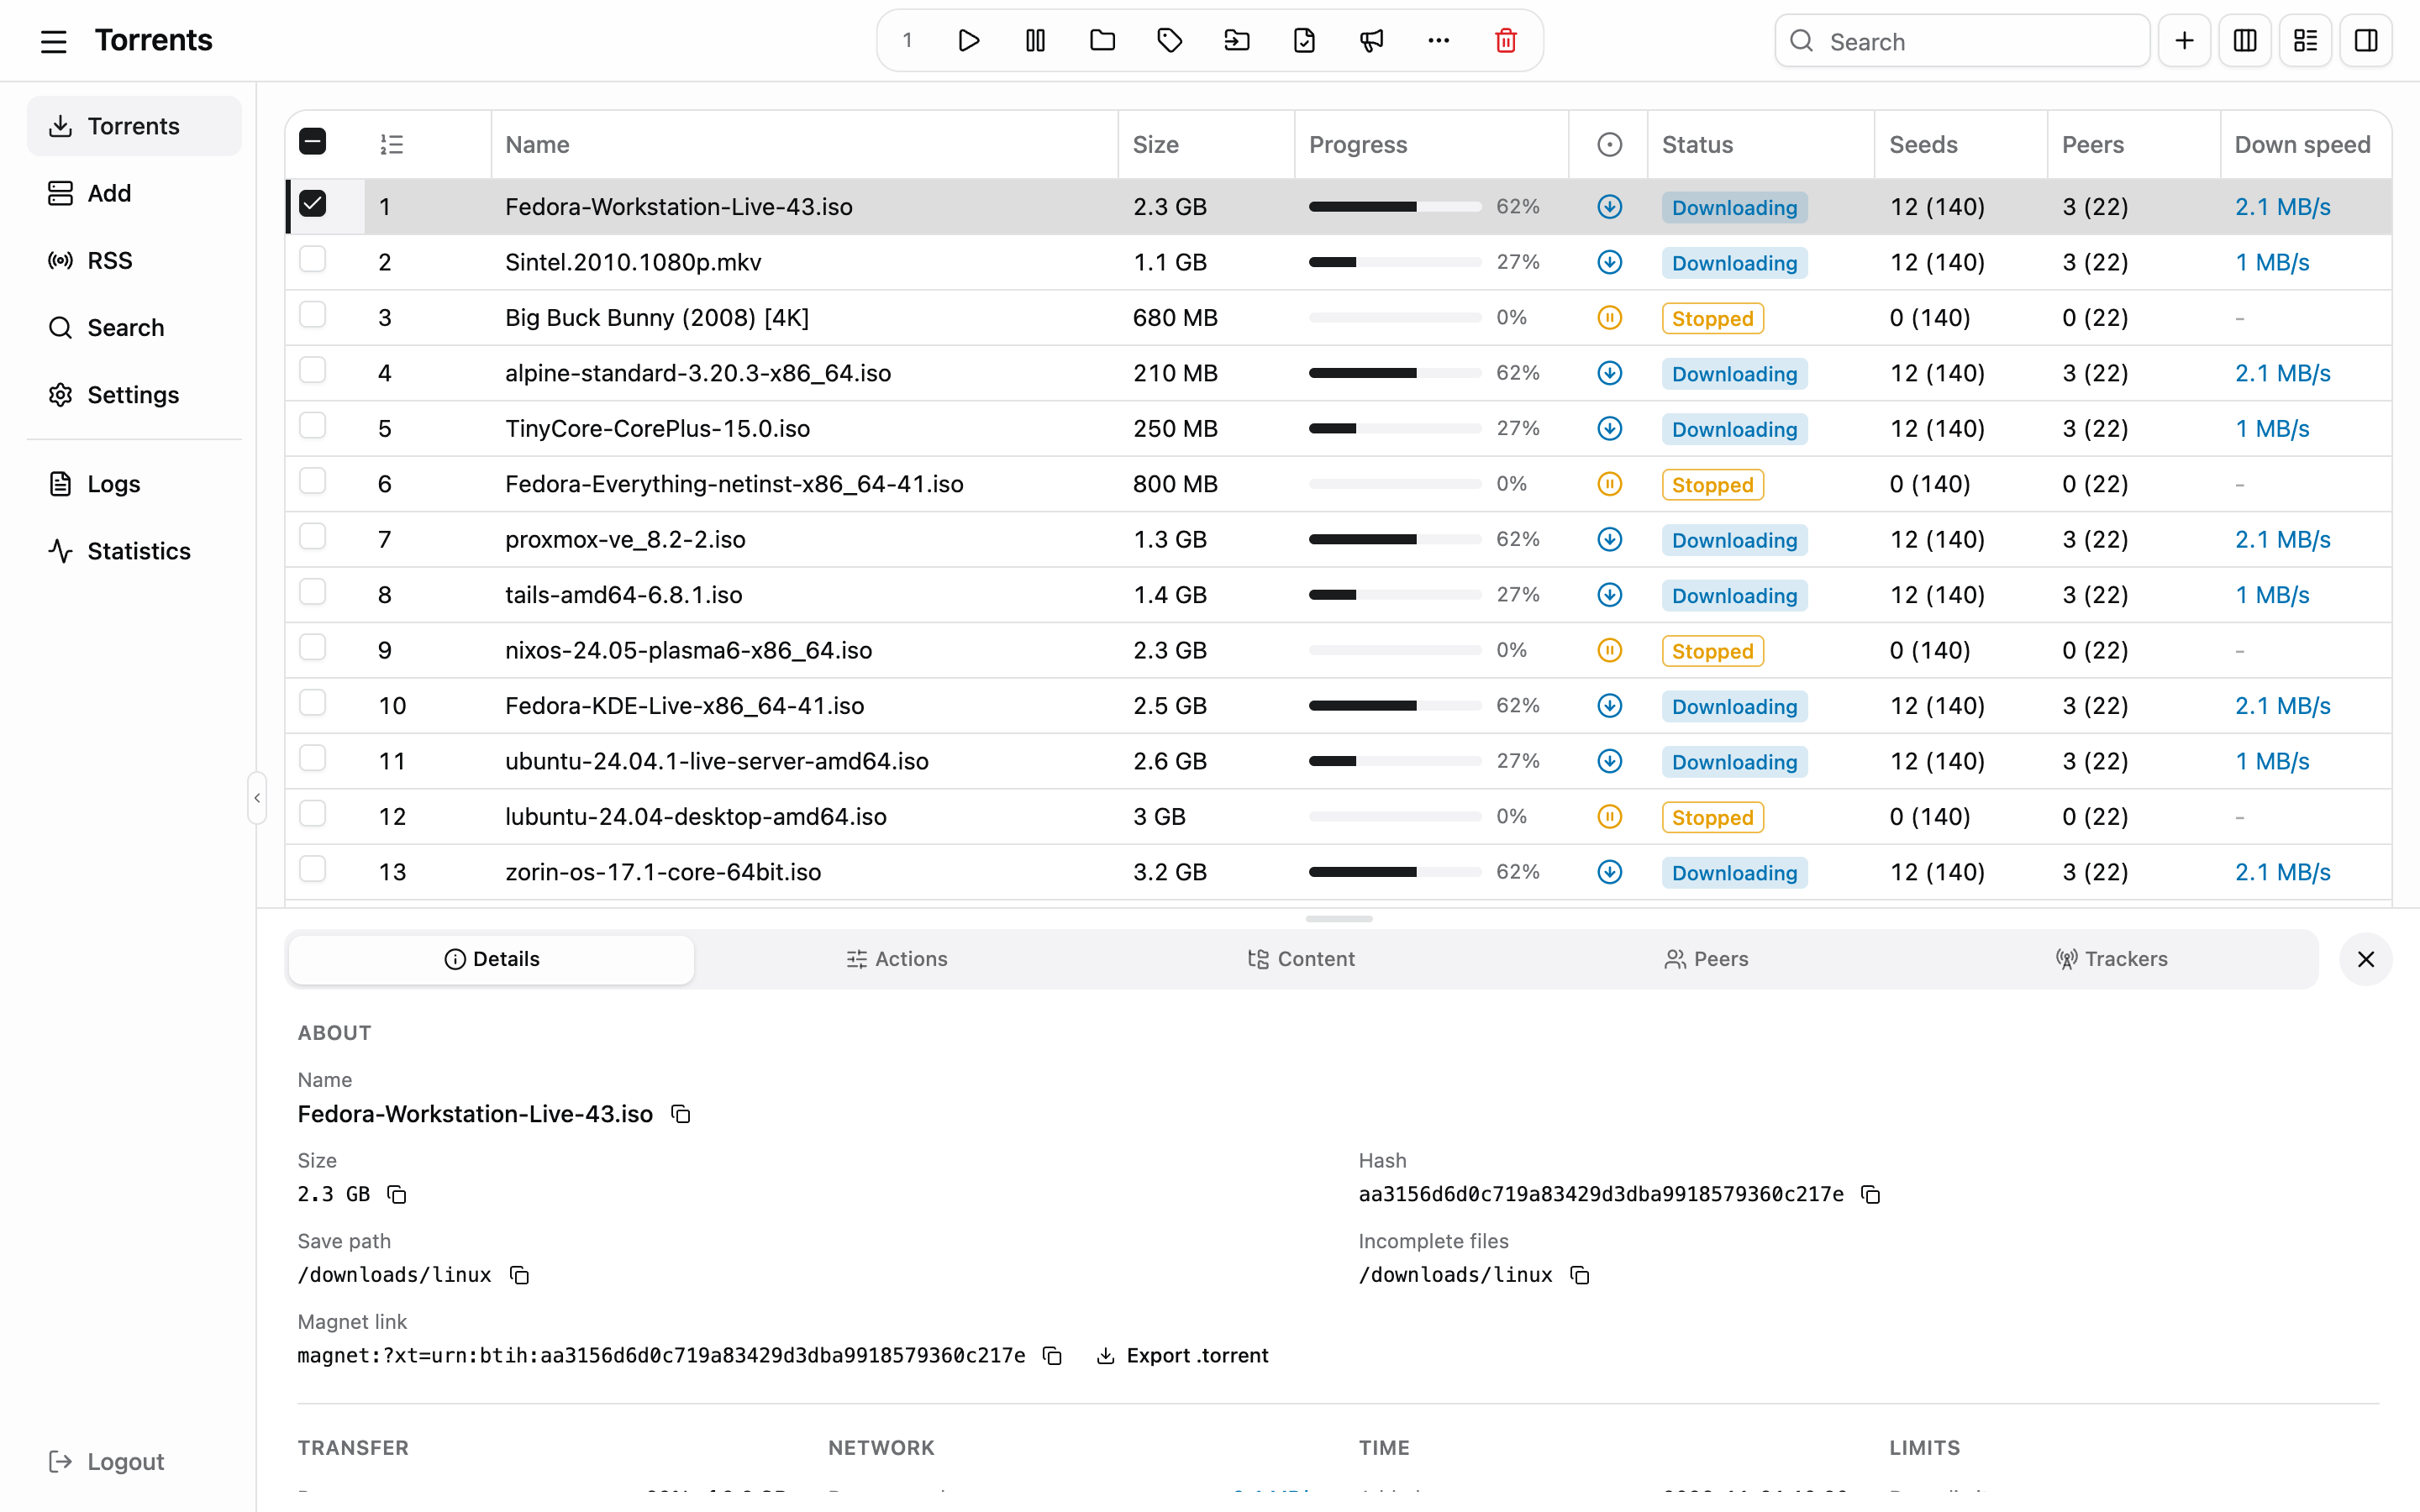 Torrents
1
Search
Torrents
Add
RSS
Search
Settings
Logs
Statistics
Logout
Name Size Progress Status Seeds Peers Down speed
1 Fedora-Workstation-Live-43.iso 2.3 GB 62% Downloading 12 (140) 3 (22) 2.1 MB/s
2 Sintel.2010.1080p.mkv 1.1 GB 27% Downloading 12 (140) 3 (22) 1 MB/s
3 Big Buck Bunny (2008) [4K] 680 MB 0% Stopped 0 (140) 0 (22) -
4 alpine-standard-3.20.3-x86_64.iso 210 MB 62% Downloading 12 (140) 3 (22) 2.1 MB/s
5 TinyCore-CorePlus-15.0.iso 250 MB 27% Downloading 12 (140) 3 (22) 1 MB/s
6 Fedora-Everything-netinst-x86_64-41.iso 800 MB 0% Stopped 0 (140) 0 (22) -
7 proxmox-ve_8.2-2.iso 1.3 GB 62% Downloading 12 (140) 3 (22) 2.1 MB/s
8 tails-amd64-6.8.1.iso 1.4 GB 27% Downloading 12 (140) 3 (22) 1 MB/s
9 nixos-24.05-plasma6-x86_64.iso 2.3 GB 0% Stopped 0 (140) 0 (22) -
10 Fedora-KDE-Live-x86_64-41.iso 2.5 GB 62% Downloading 12 (140) 3 (22) 2.1 MB/s
11 ubuntu-24.04.1-live-server-amd64.iso 2.6 GB 27% Downloading 12 (140) 3 (22) 1 MB/s
12 lubuntu-24.04-desktop-amd64.iso 3 GB 0% Stopped 0 (140) 0 (22) -
13 zorin-os-17.1-core-64bit.iso 3.2 GB 62% Downloading 12 (140) 3 (22) 2.1 MB/s
Details Actions Content Peers Trackers
ABOUT
Name
Fedora-Workstation-Live-43.iso
Size Hash
2.3 GB aa3156d6d0c719a83429d3dba9918579360c217e
Save path Incomplete files
/downloads/linux /downloads/linux
Magnet link
magnet:?xt=urn:btih:aa3156d6d0c719a83429d3dba9918579360c217e Export .torrent
TRANSFER NETWORK TIME LIMITS